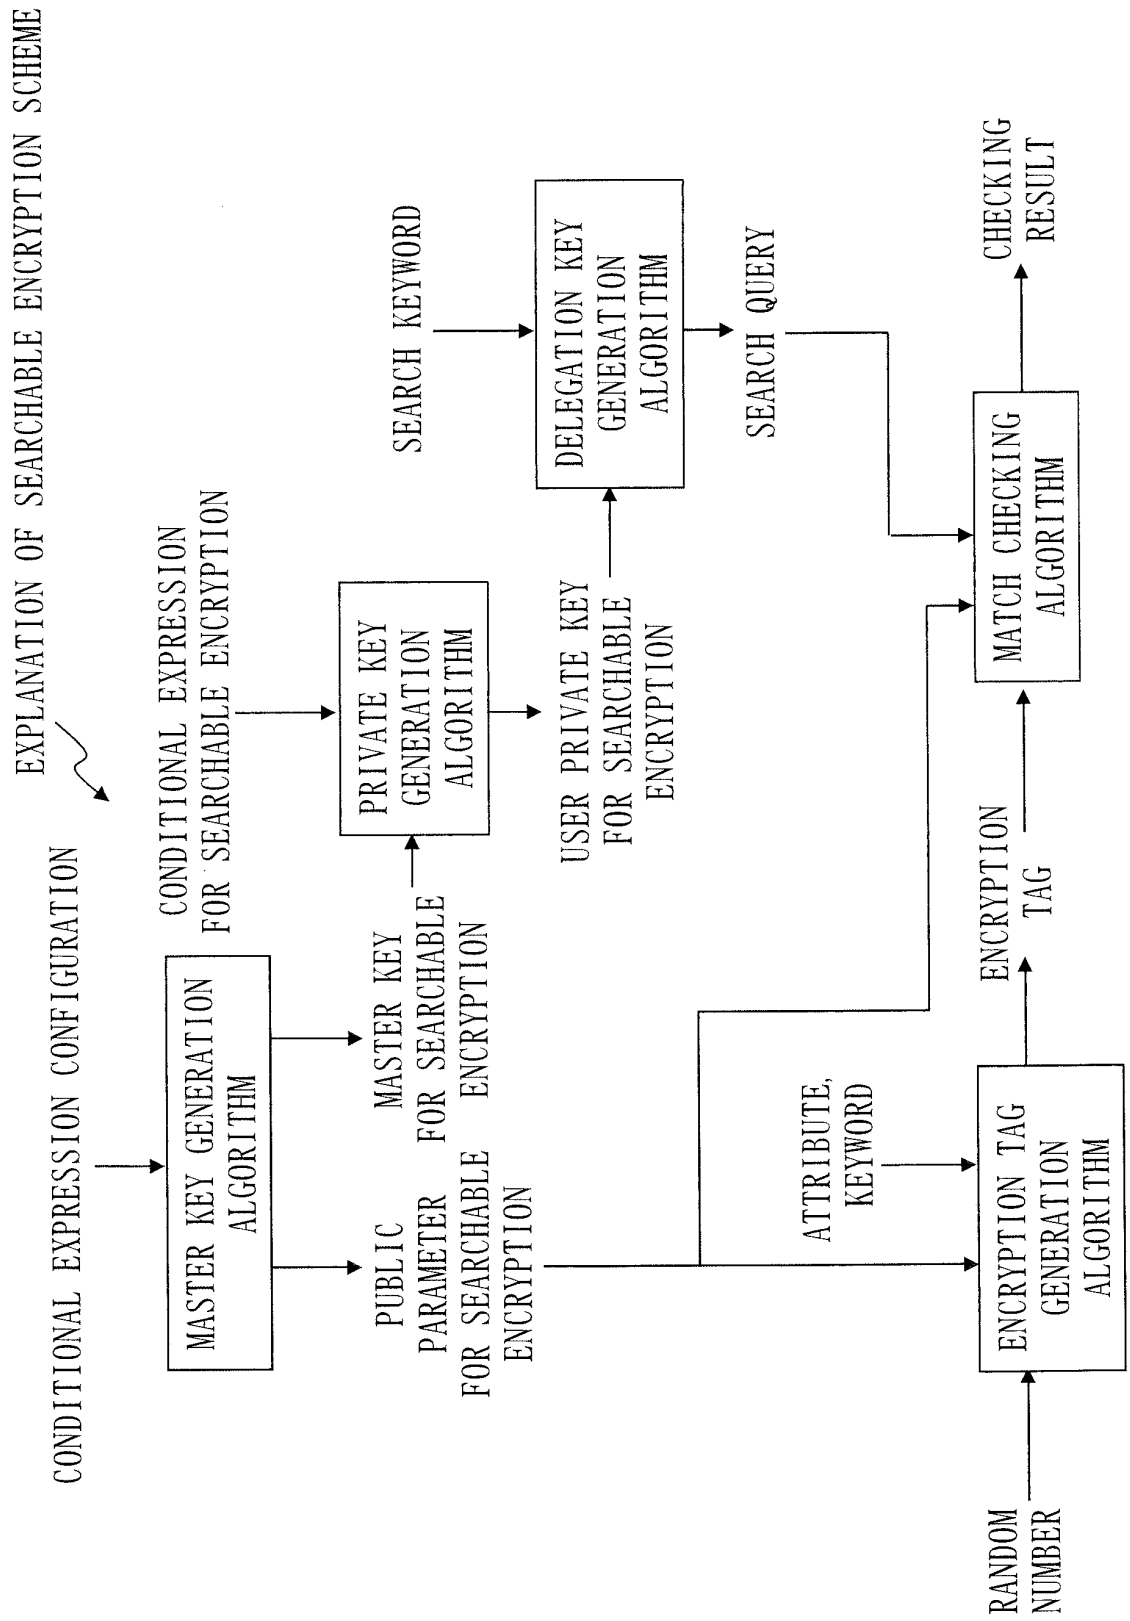 EXPLANATION OF SEARCHABLE ENCRYPTION SCHEME
CONDITIONAL EXPRESSION CONFIGURATION
MASTER KEY GENERATION
ALGORITHM
CONDITIONAL EXPRESSION
FOR SEARCHABLE ENCRYPTION
PUBLIC
PARAMETER
FOR SEARCHABLE
ENCRYPTION
MASTER KEY
FOR SEARCHABLE
ENCRYPTION
PRIVATE KEY
GENERATION
ALGORITHM
SEARCH KEYWORD
USER PRIVATE KEY
FOR SEARCHABLE
ENCRYPTION
DELEGATION KEY
GENERATION
ALGORITHM
SEARCH QUERY
ATTRIBUTE,
KEYWORD
RANDOM
NUMBER
ENCRYPTION TAG
GENERATION
ALGORITHM
ENCRYPTION
TAG
MATCH CHECKING
ALGORITHM
CHECKING
RESULT